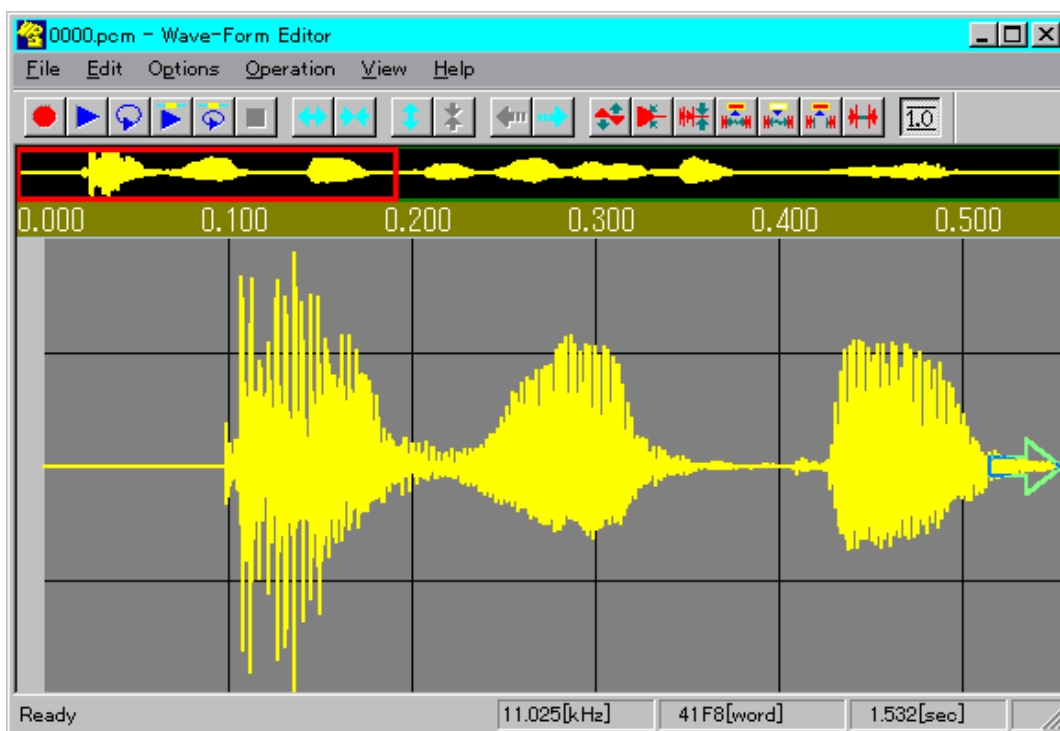 0000.pcm - Wave-Form Editor
File Edit Options Operation View Help
1.0
0.000 0.100 0.200 0.300 0.400 0.500
Ready 11.025[kHz] 41F8[word] 1.532[sec]